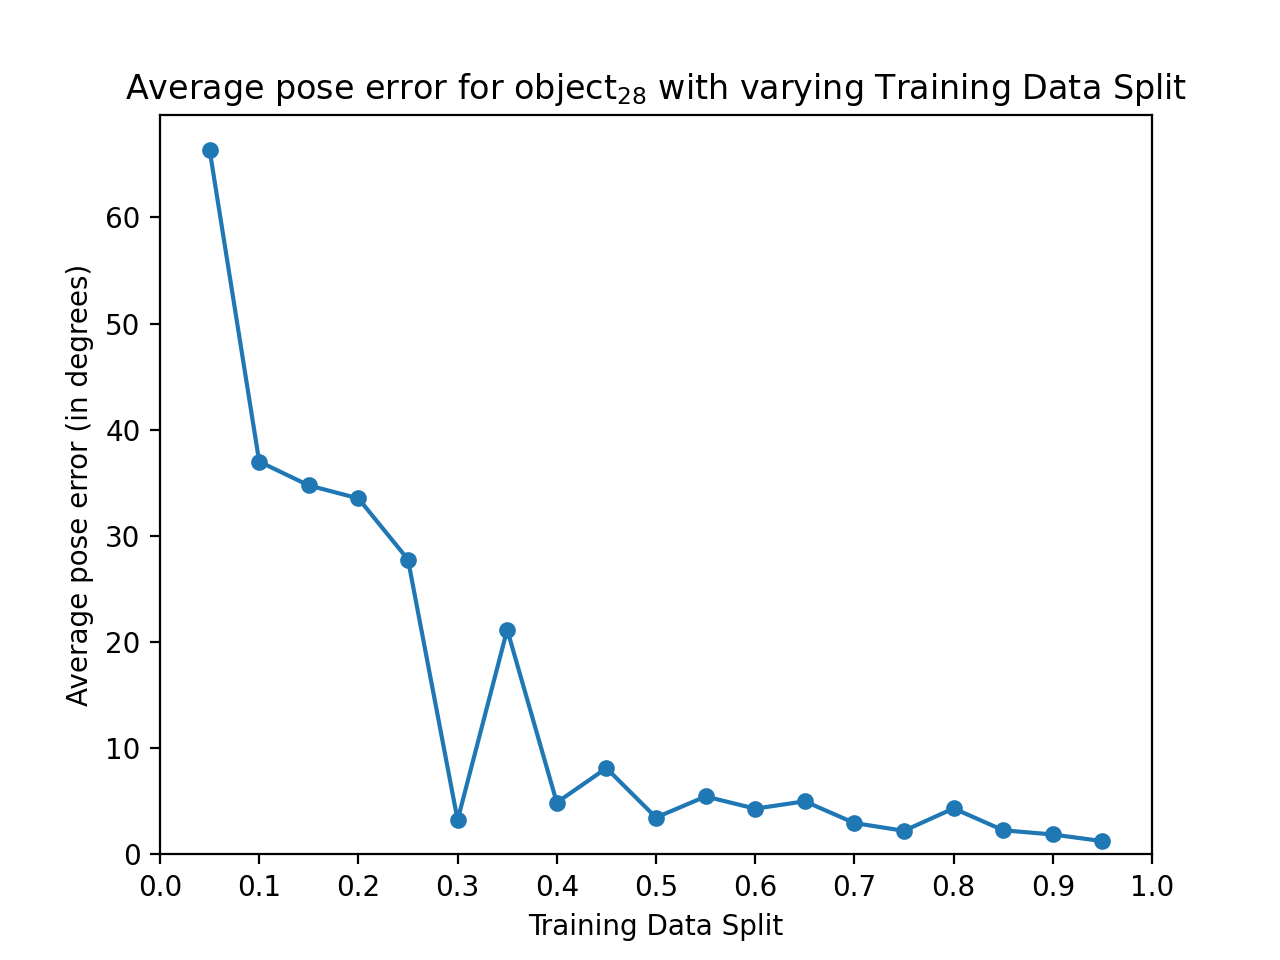 Average pose error for object₂₈ with varying Training Data Split
Average pose error (in degrees)
60
50
40
30
20
10
0
0.0 0.1 0.2 0.3 0.4 0.5 0.6 0.7 0.8 0.9 1.0
Training Data Split